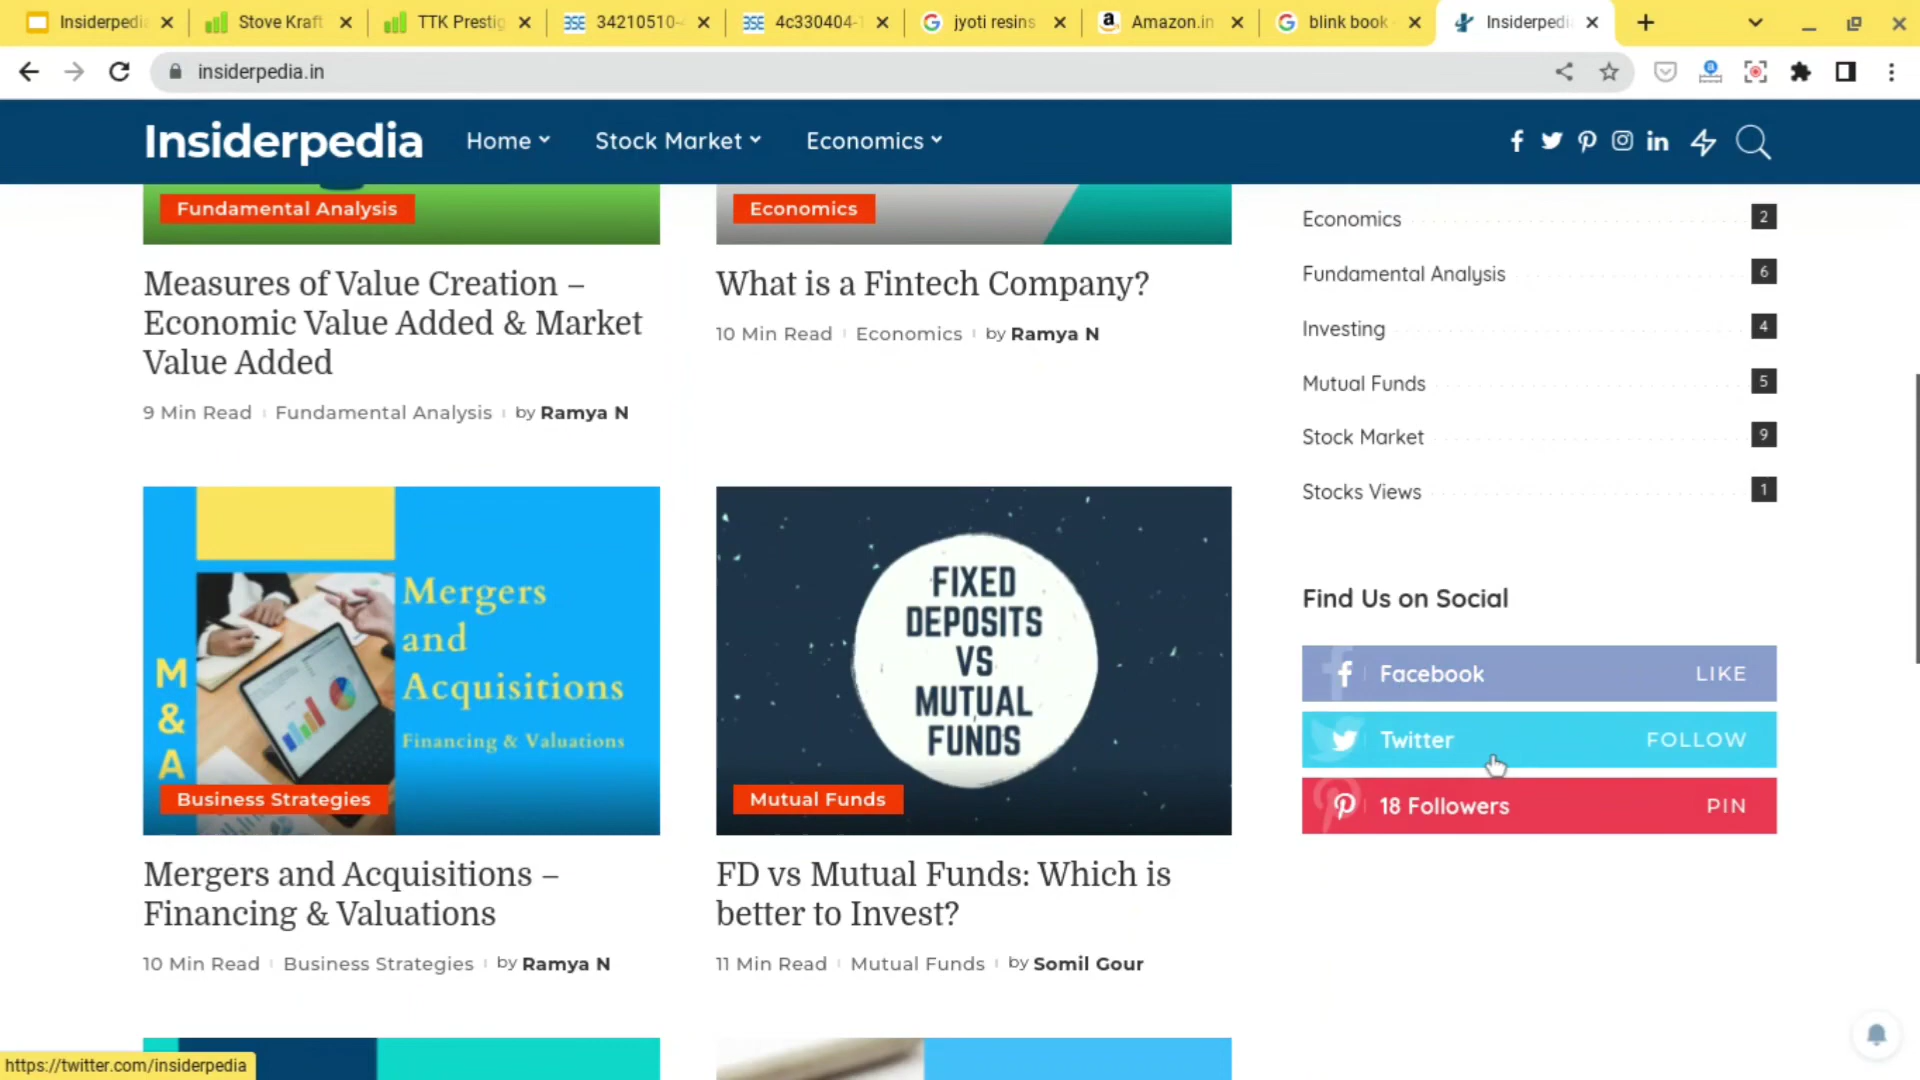 Insiderpedia
Stove Kraft
TTK Prestig
34210510-
4c330404-1
jyoti resins
Amazon.in
blink book
Insiderpedi
insiderpedia.in
Insiderpedia
Home
Stock Market
Economics
Fundamental Analysis
Measures of Value Creation –
Economic Value Added & Market
Value Added
9 Min Read Fundamental Analysis by Ramya N
Economics
What is a Fintech Company?
10 Min Read Economics by Ramya N
Economics 2
Fundamental Analysis 6
Investing 4
Mutual Funds 5
Stock Market 9
Stocks Views 1
M
&
A
Mergers
and
Acquisitions
Financing & Valuations
Business Strategies
Mergers and Acquisitions –
Financing & Valuations
10 Min Read Business Strategies by Ramya N
FIXED
DEPOSITS
VS
MUTUAL
FUNDS
Mutual Funds
FD vs Mutual Funds: Which is
better to Invest?
11 Min Read Mutual Funds by Somil Gour
Find Us on Social
Facebook LIKE
Twitter FOLLOW
18 Followers PIN
https://twitter.com/insiderpedia